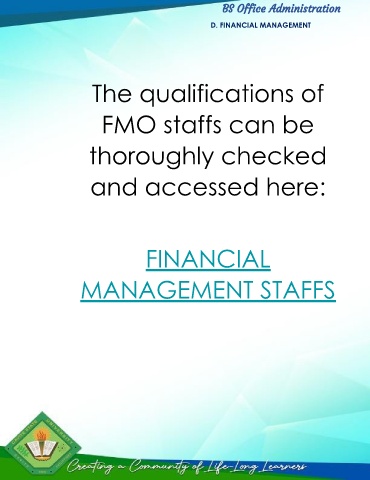 BS Office Administration
D. FINANCIAL MANAGEMENT
The qualifications of
FMO staffs can be
thoroughly checked
and accessed here:
FINANCIAL
MANAGEMENT STAFFS
Creating a Community of Life-Long Learners